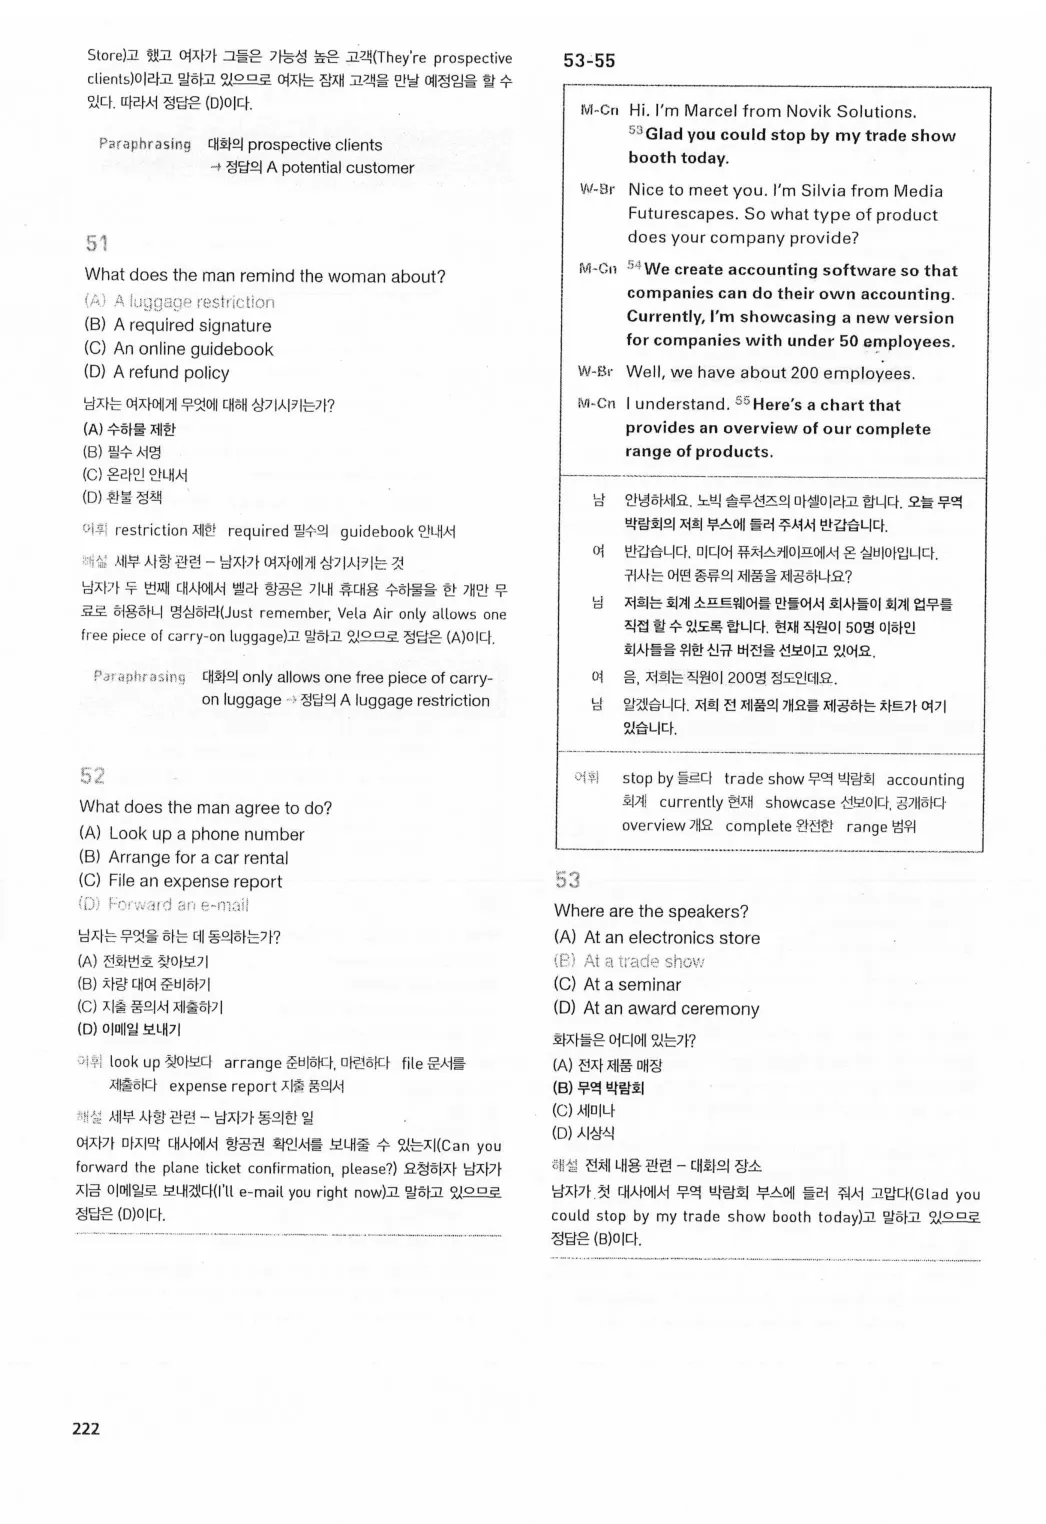 Store)고 했고 여자가 그들은 가능성 높은 고객(They're prospective
clients)이라고 말하고 있으므로 여자는 잠재 고객을 만날 예정임을 할 수
있다. 따라서 정답은 (D)이다.
Paraphrasing 대화의 prospective clients
→ 정답의 A potential customer
51
What does the man remind the woman about?
(A) A luggage restriction
(B) A required signature
(C) An online guidebook
(D) A refund policy
남자는 여자에게 무엇에 대해 상기시키는가?
(A) 수하물 제한
(B) 필수 서명
(C) 온라인 안내서
(D) 환불 정책
어휘 restriction 제한 required 필수의 guidebook 안내서
해설 세부 사항 관련 – 남자가 여자에게 상기시키는 것
남자가 두 번째 대사에서 벨라 항공은 기내 휴대용 수하물을 한 개만 무
료로 허용하니 명심하라(Just remember, Vela Air only allows one
free piece of carry-on luggage)고 말하고 있으므로 정답은 (A)이다.
Paraphrasing 대화의 only allows one free piece of carry-
on luggage → 정답의 A luggage restriction
52
What does the man agree to do?
(A) Look up a phone number
(B) Arrange for a car rental
(C) File an expense report
(D) Forward an e-mail
남자는 무엇을 하는 데 동의하는가?
(A) 전화번호 찾아보기
(B) 차량 대여 준비하기
(C) 지출 품의서 제출하기
(D) 이메일 보내기
어휘 look up 찾아보다 arrange 준비하다, 마련하다 file 문서를
제출하다 expense report 지출 품의서
해설 세부 사항 관련 – 남자가 동의한 일
여자가 마지막 대사에서 항공권 확인서를 보내줄 수 있는지(Can you
forward the plane ticket confirmation, please?) 요청하자 남자가
지금 이메일로 보내겠다(I'll e-mail you right now)고 말하고 있으므로
정답은 (D)이다.
222
53-55
M-Cn Hi. I'm Marcel from Novik Solutions.
53Glad you could stop by my trade show
booth today.
W-Br Nice to meet you. I'm Silvia from Media
Futurescapes. So what type of product
does your company provide?
M-Cn 54We create accounting software so that
companies can do their own accounting.
Currently, I'm showcasing a new version
for companies with under 50 employees.
W-Br Well, we have about 200 employees.
M-Cn I understand. 55Here's a chart that
provides an overview of our complete
range of products.
남 안녕하세요. 노빅 솔루션즈의 마셀이라고 합니다. 오늘 무역
박람회의 저희 부스에 들러 주셔서 반갑습니다.
여 반갑습니다. 미디어 퓨처스케이프에서 온 실비아입니다.
귀사는 어떤 종류의 제품을 제공하나요?
남 저희는 회계 소프트웨어를 만들어서 회사들이 회계 업무를
직접 할 수 있도록 합니다. 현재 직원이 50명 이하인
회사들을 위한 신규 버전을 선보이고 있어요.
여 음, 저희는 직원이 200명 정도인데요.
남 알겠습니다. 저희 전 제품의 개요를 제공하는 차트가 여기
있습니다.
어휘 stop by 들르다 trade show 무역 박람회 accounting
회계 currently 현재 showcase 선보이다, 공개하다
overview 개요 complete 완전한 range 범위
53
Where are the speakers?
(A) At an electronics store
(B) At a trade show
(C) At a seminar
(D) At an award ceremony
화자들은 어디에 있는가?
(A) 전자 제품 매장
(B) 무역 박람회
(C) 세미나
(D) 시상식
해설 전체 내용 관련 – 대화의 장소
남자가 첫 대사에서 무역 박람회 부스에 들러 줘서 고맙다(Glad you
could stop by my trade show booth today)고 말하고 있으므로
정답은 (B)이다.